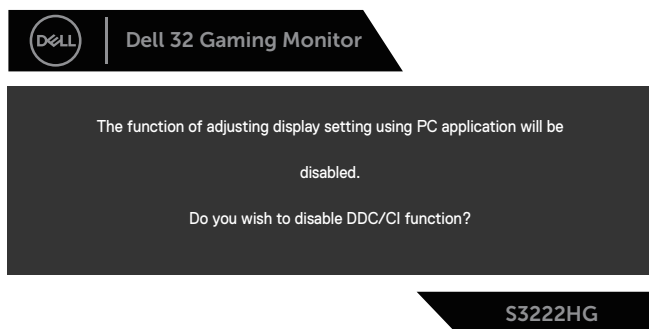 DELL
Dell 32 Gaming Monitor
The function of adjusting display setting using PC application will be
disabled.
Do you wish to disable DDC/CI function?
S3222HG